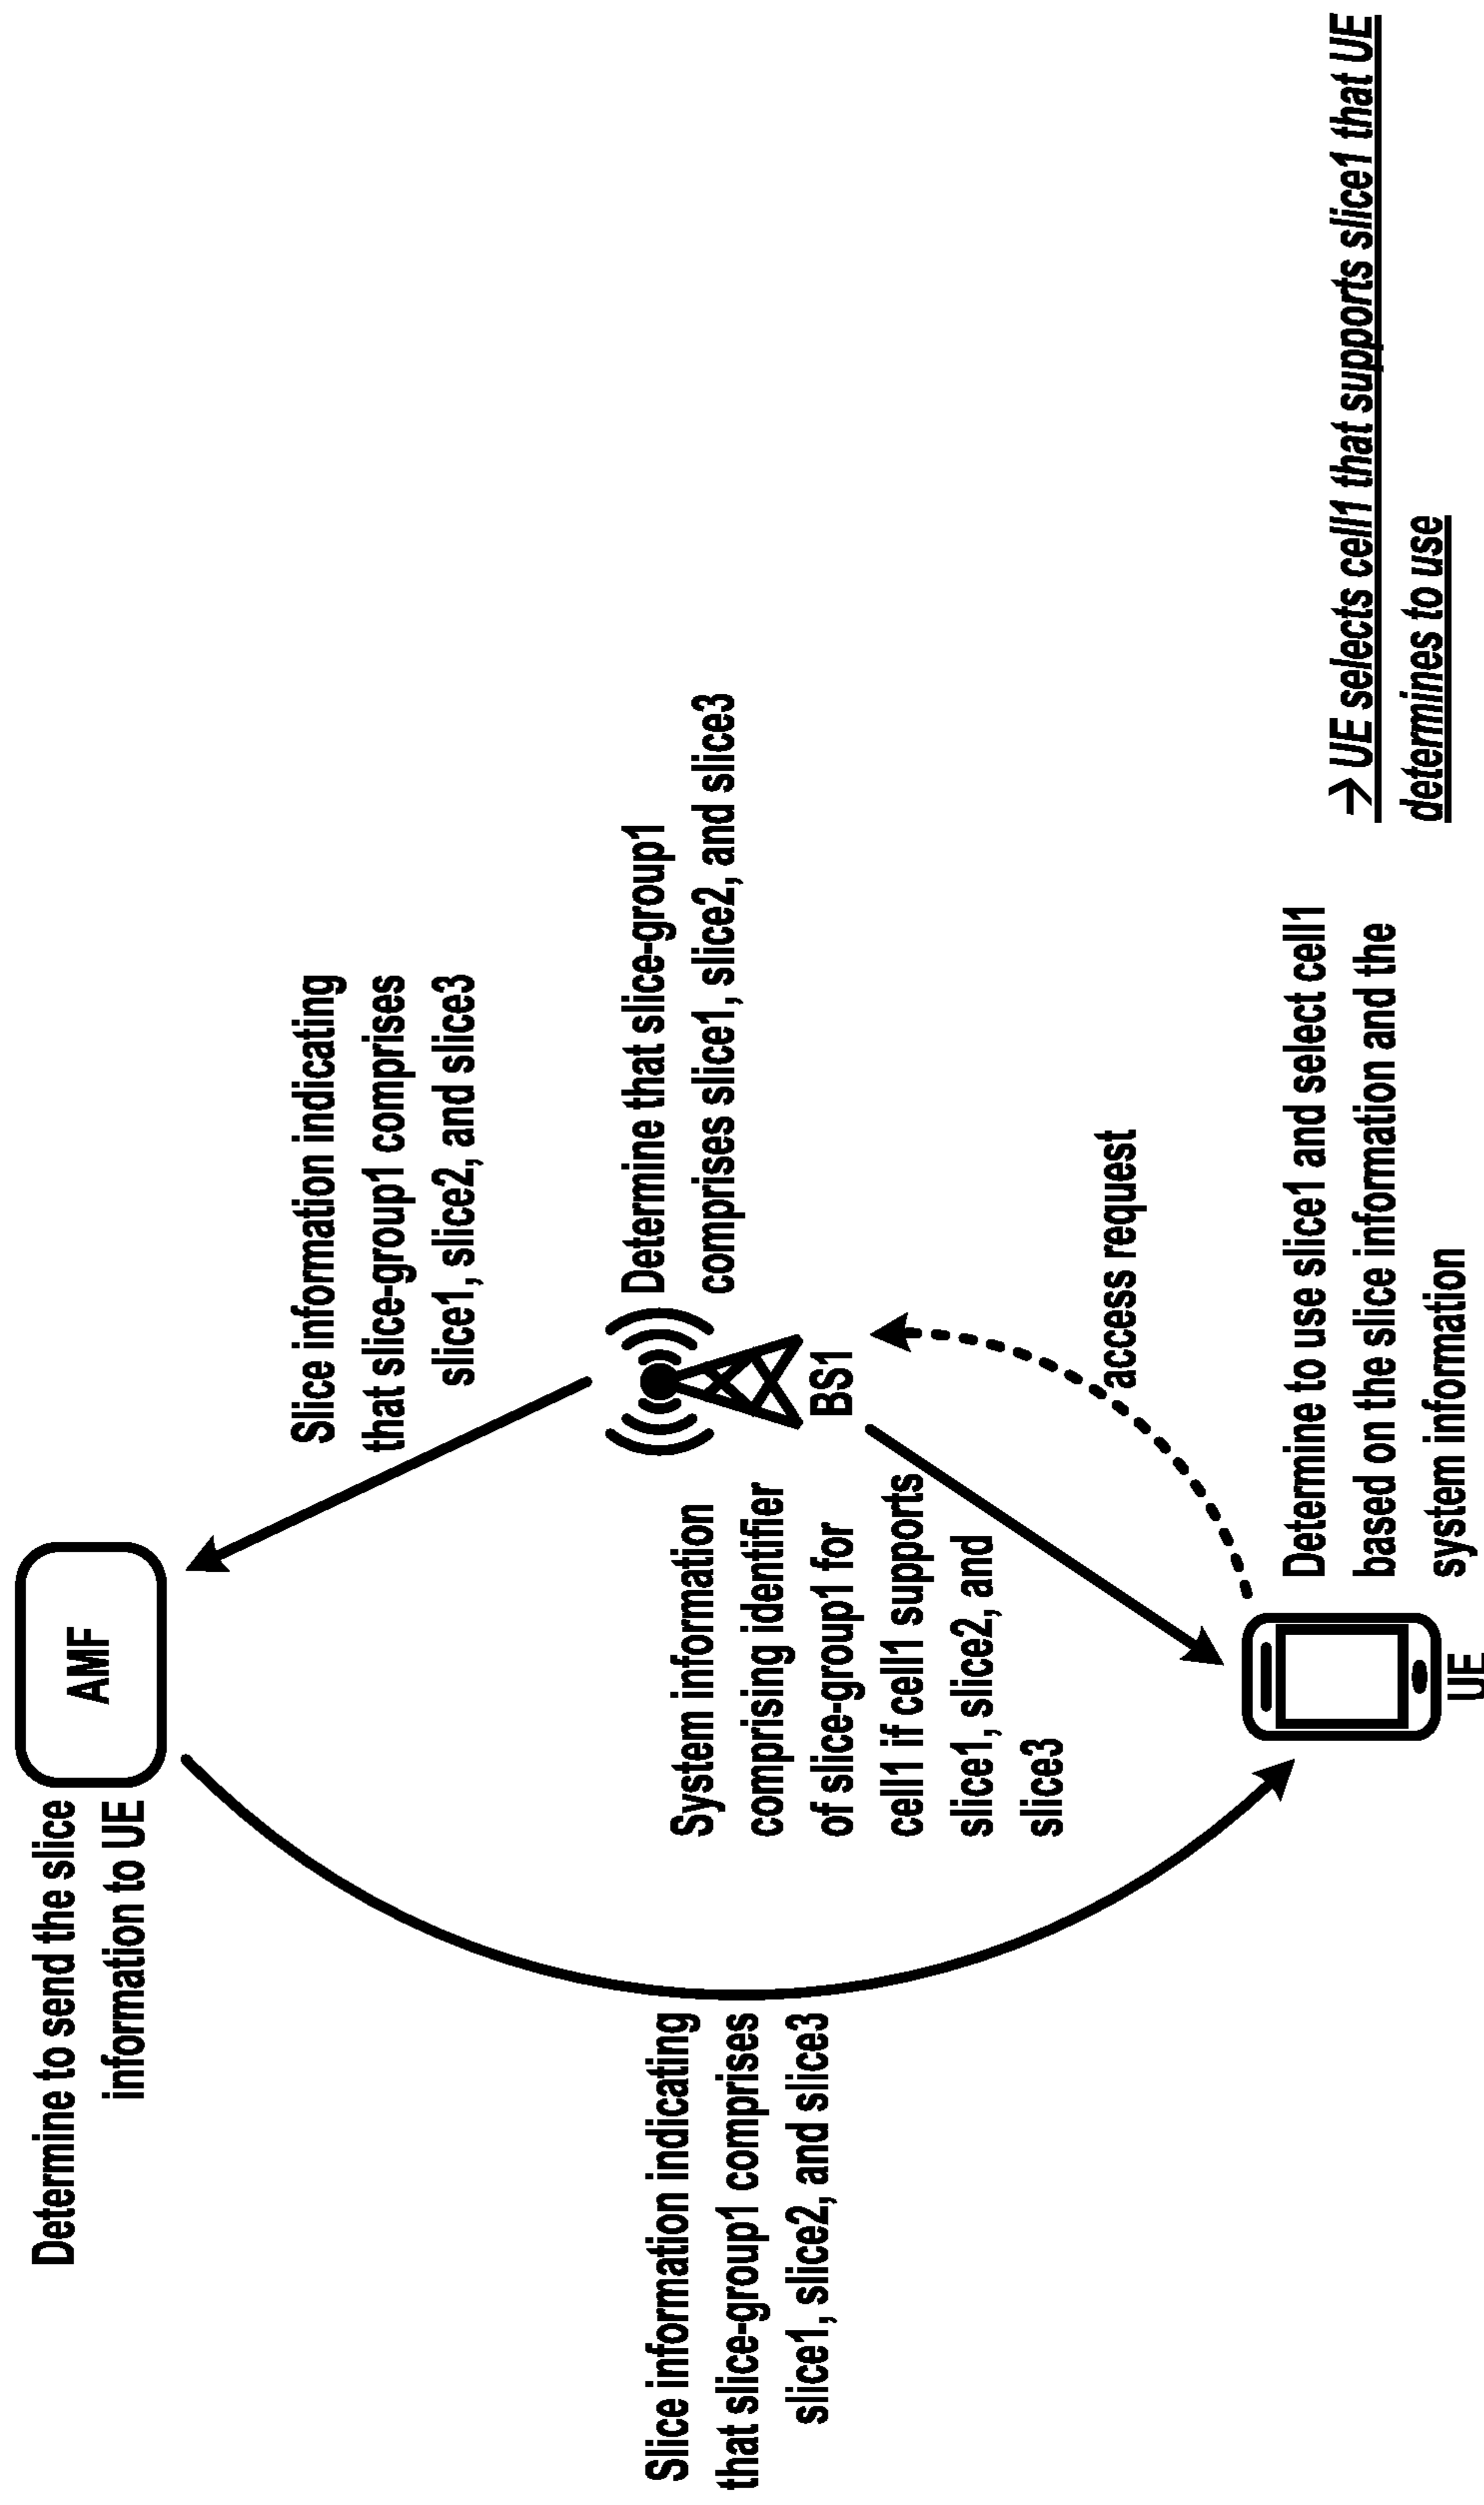 Determine to send the slice
information to UE
AMF
Slice information indicating
that slice-group1 comprises
slice1, slice2, and slice3
Determine that slice-group1
comprises slice1, slice2, and slice3
BS1
Slice information indicating
that slice-group1 comprises
slice1, slice2, and slice3
System information
comprising identifier
of slice-group1 for
cell1 if cell1 supports
slice1, slice2, and
slice3
access request
UE
Determine to use slice1 and select cell1
based on the slice information and the
system information
→ UE selects cell1 that supports slice1 that UE
determines to use